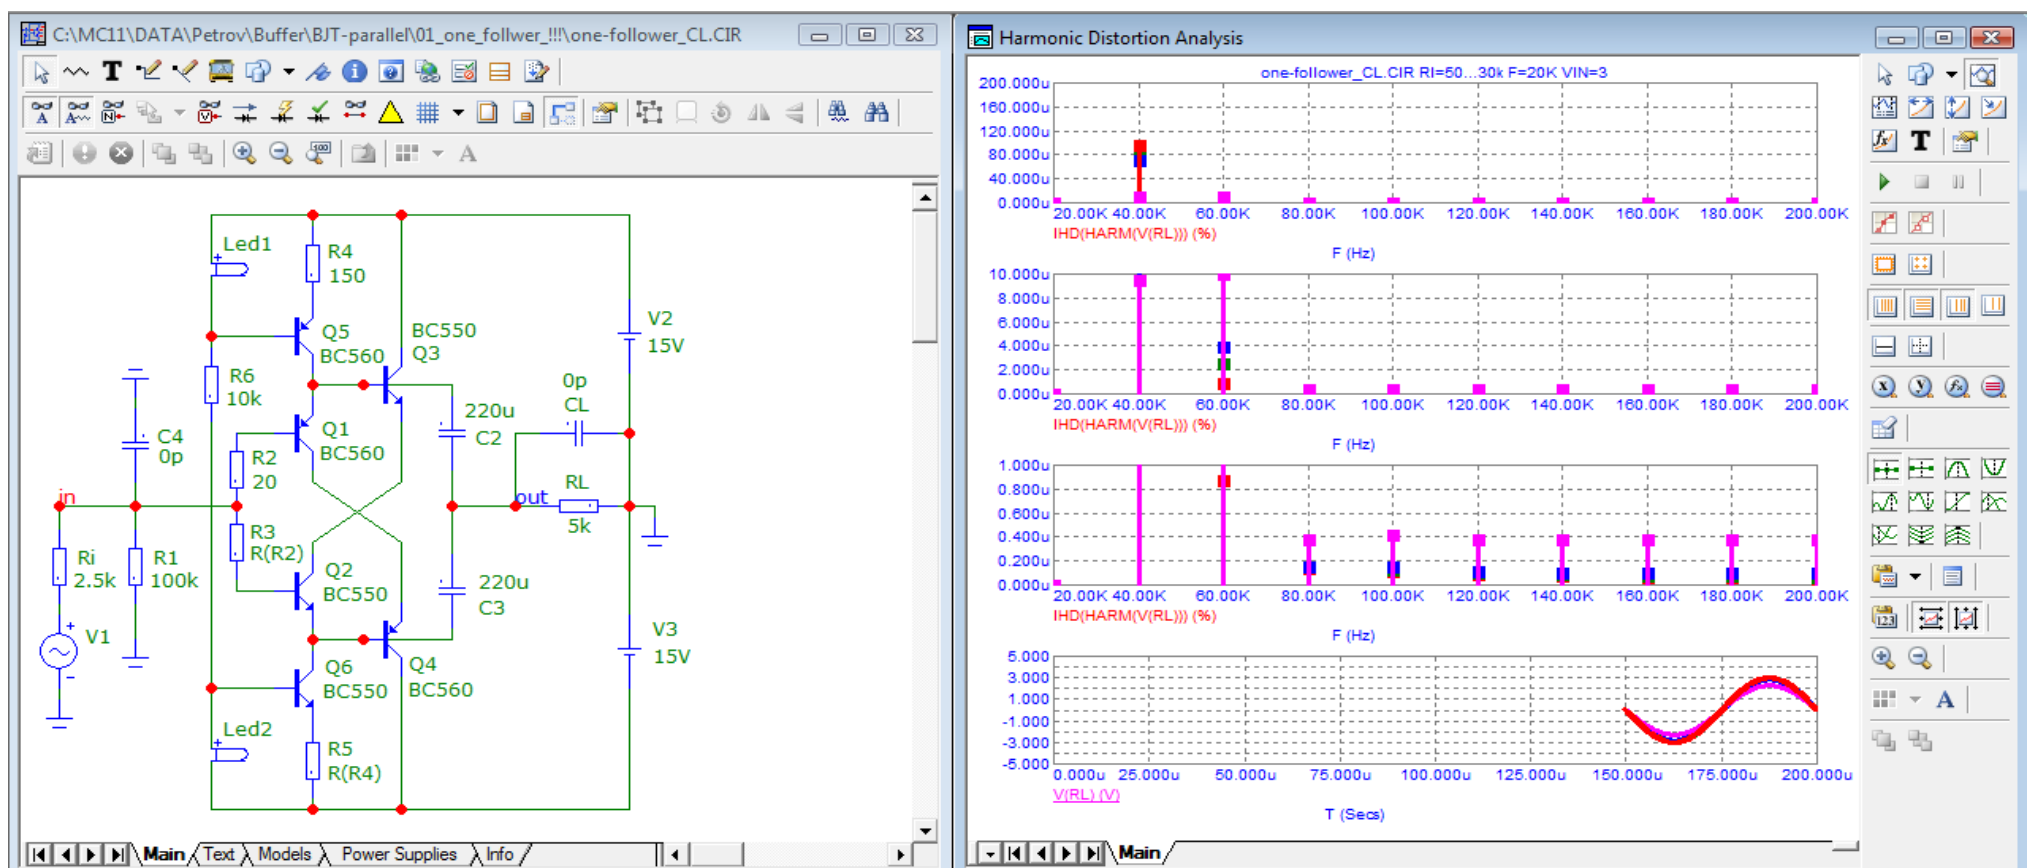 C:\MC11\DATA\Petrov\Buffer\BJT-parallel\01_one_follwer_!!!\one-follower_CL.CIR
Led1
R4
150
Q5
BC560
BC550
Q3
V2
15V
R6
10k
C4
0p
Q1
BC560
R2
20
220u
C2
0p
CL
in
out
RL
5k
R3
R(R2)
Ri
2.5k
R1
100k
Q2
BC550
220u
C3
V1
V3
15V
Q6
BC550
Q4
BC560
Led2
R5
R(R4)
Main Text Models Power Supplies Info
Harmonic Distortion Analysis
one-follower_CL.CIR RI=50...30k F=20K VIN=3
200.000u
160.000u
120.000u
80.000u
40.000u
0.000u
20.00K 40.00K 60.00K 80.00K 100.00K 120.00K 140.00K 160.00K 180.00K 200.00K
IHD(HARM(V(RL))) (%)
F (Hz)
10.000u
8.000u
6.000u
4.000u
2.000u
0.000u
20.00K 40.00K 60.00K 80.00K 100.00K 120.00K 140.00K 160.00K 180.00K 200.00K
IHD(HARM(V(RL))) (%)
F (Hz)
1.000u
0.800u
0.600u
0.400u
0.200u
0.000u
20.00K 40.00K 60.00K 80.00K 100.00K 120.00K 140.00K 160.00K 180.00K 200.00K
IHD(HARM(V(RL))) (%)
F (Hz)
5.000
3.000
1.000
-1.000
-3.000
-5.000
0.000u 25.000u 50.000u 75.000u 100.000u 125.000u 150.000u 175.000u 200.000u
V(RL) (V)
T (Secs)
Main